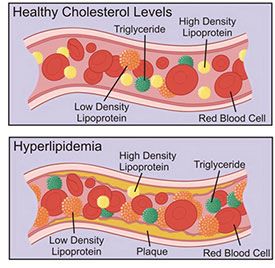 Healthy Cholesterol Levels
Triglyceride
High Density
Lipoprotein
Low Density
Lipoprotein
Red Blood Cell
Hyperlipidemia
High Density
Lipoprotein
Triglyceride
Low Density
Lipoprotein
Plaque
Red Blood Cell